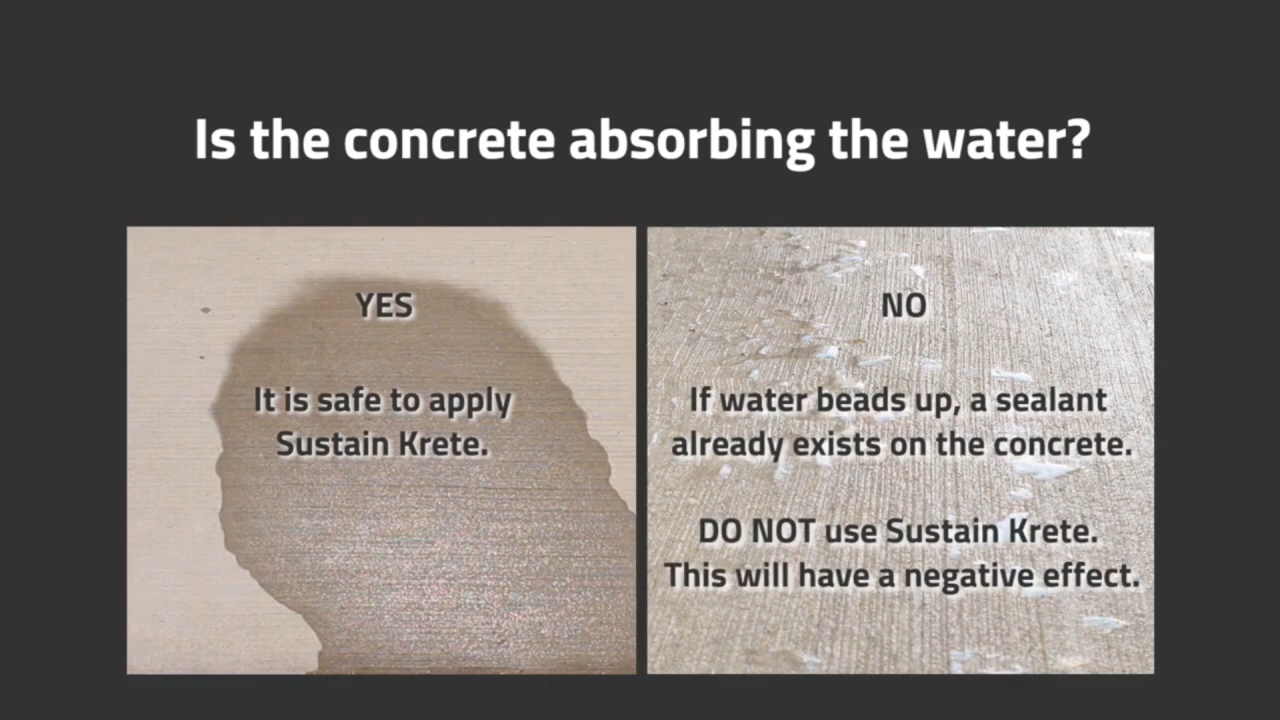 Is the concrete absorbing the water?
YES
It is safe to apply
Sustain Krete.
NO
If water beads up, a sealant
already exists on the concrete.
DO NOT use Sustain Krete.
This will have a negative effect.